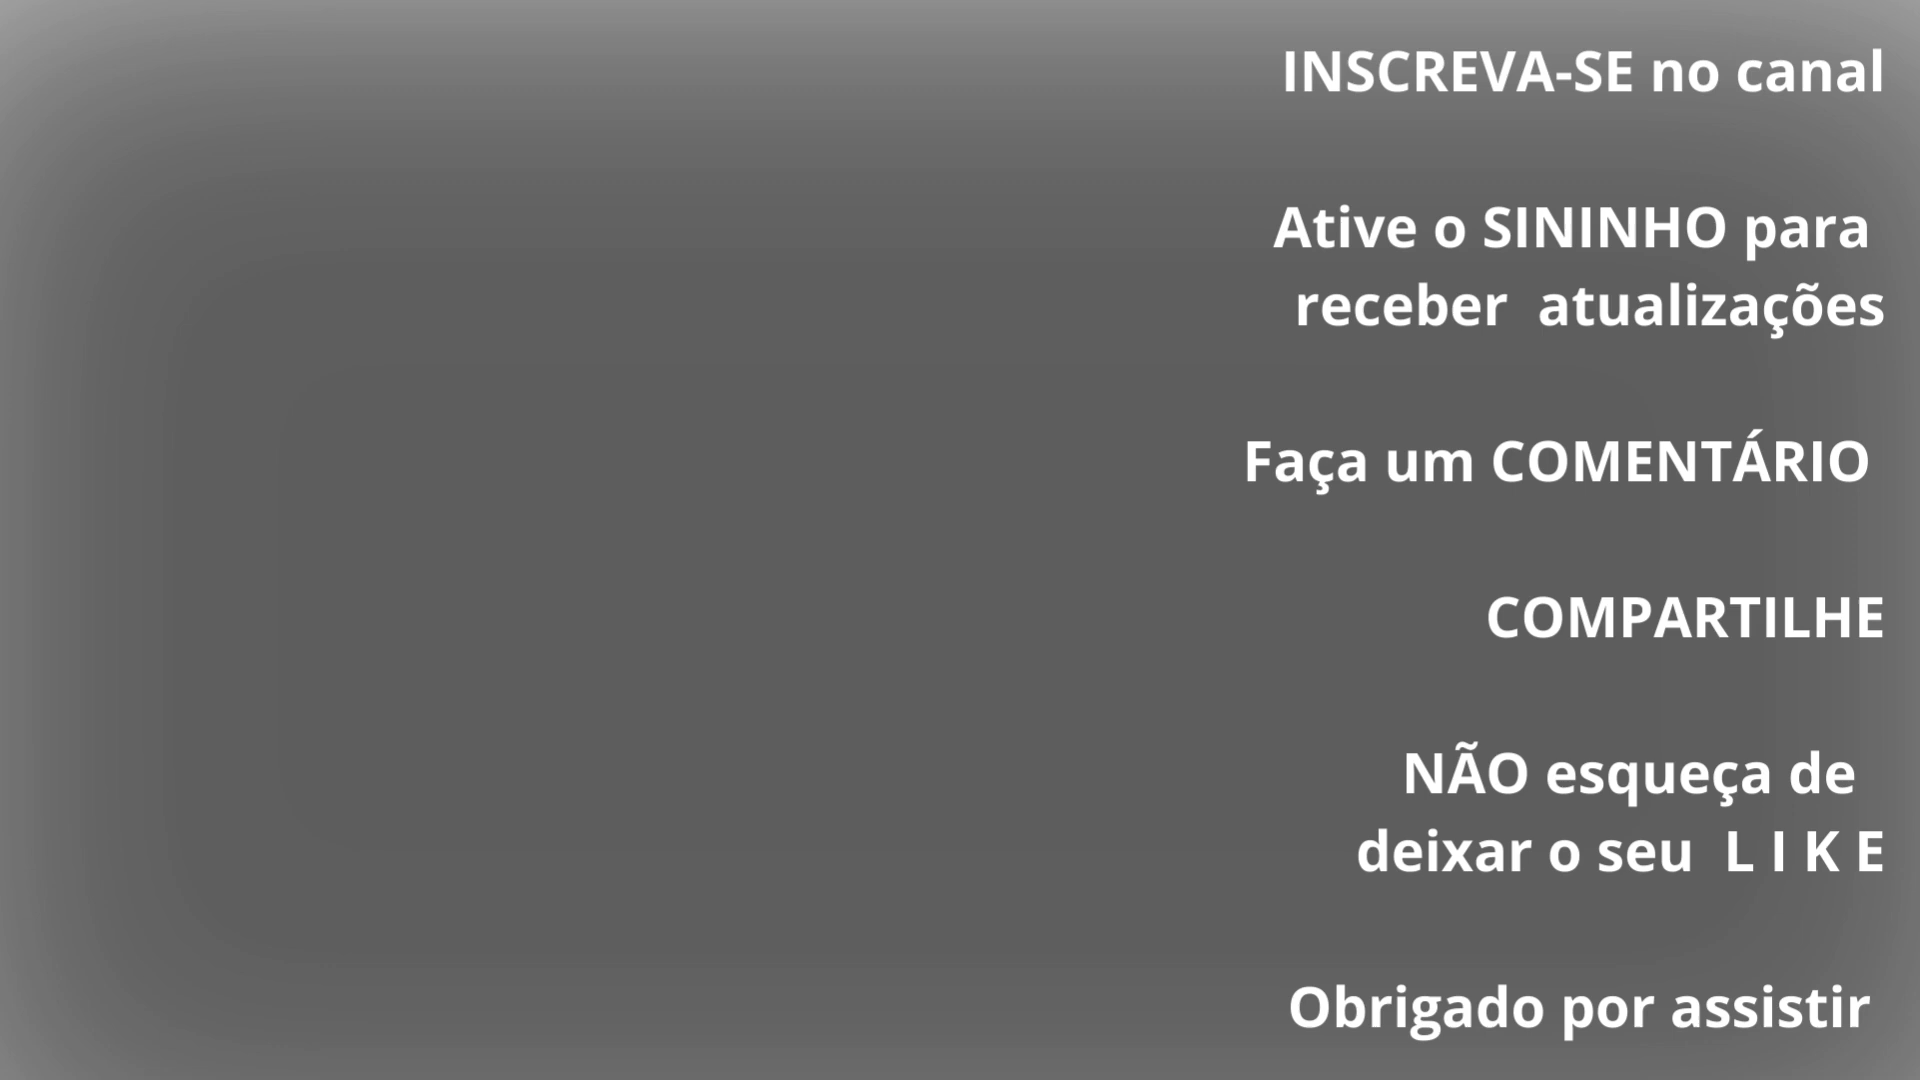 INSCREVA-SE no canal
Ative o SININHO para
receber atualizações
Faça um COMENTÁRIO
COMPARTILHE
NÃO esqueça de
deixar o seu L I K E
Obrigado por assistir